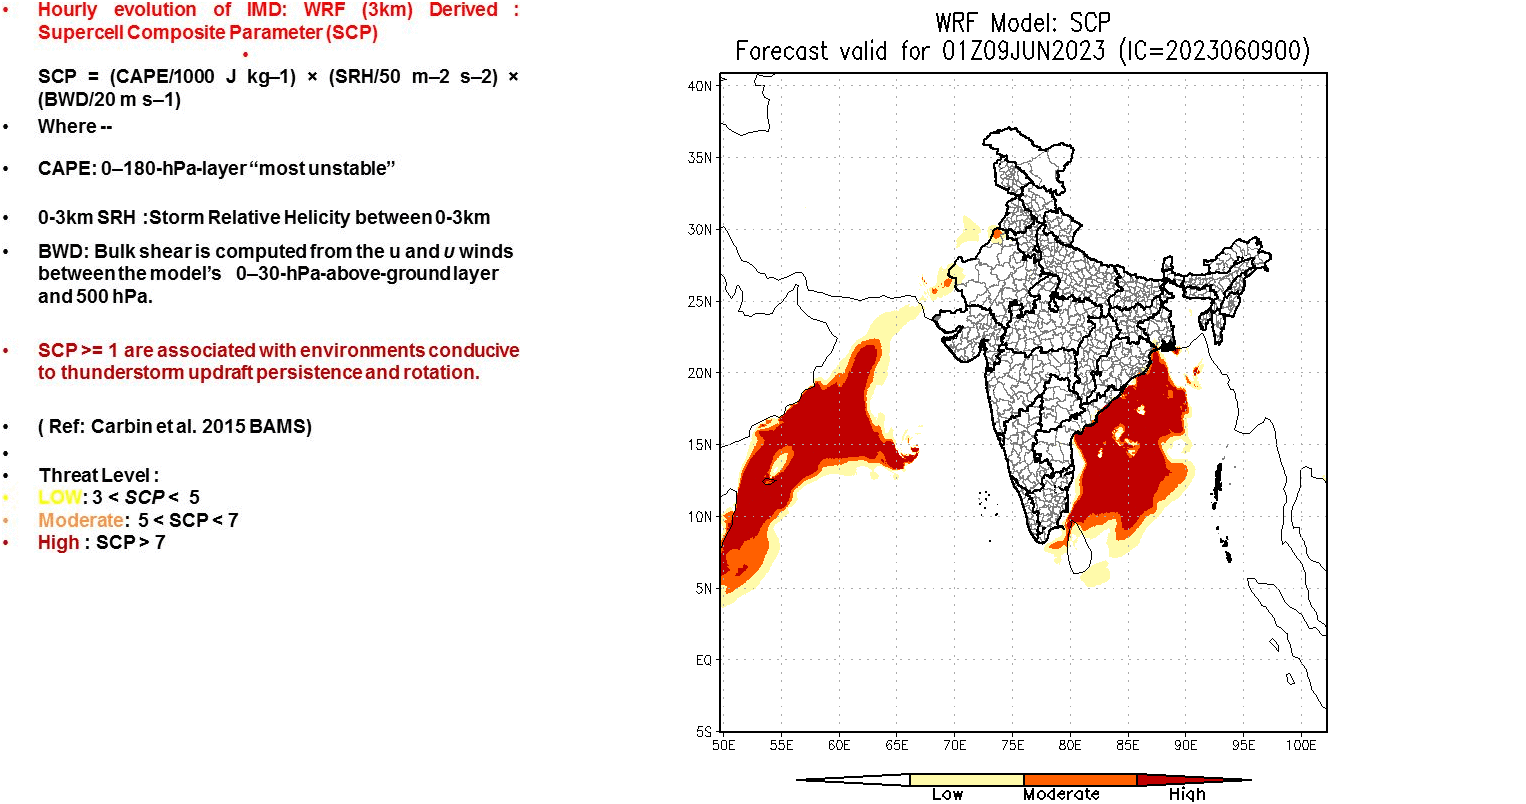 • Hourly evolution of IMD: WRF (3km) Derived :
Supercell Composite Parameter (SCP)
•
SCP = (CAPE/1000 J kg–1) × (SRH/50 m–2 s–2) ×
(BWD/20 m s–1)
• Where --
• CAPE: 0–180-hPa-layer “most unstable”
• 0-3km SRH :Storm Relative Helicity between 0-3km
• BWD: Bulk shear is computed from the u and υ winds
between the model’s 0–30-hPa-above-ground layer
and 500 hPa.
• SCP >= 1 are associated with environments conducive
to thunderstorm updraft persistence and rotation.
• ( Ref: Carbin et al. 2015 BAMS)
•
• Threat Level :
• LOW: 3 < SCP < 5
• Moderate: 5 < SCP < 7
• High : SCP > 7
WRF Model: SCP
Forecast valid for 01Z09JUN2023 (IC=2023060900)
40N
35N
30N
25N
20N
15N
10N
5N
EQ
5S
50E 55E 60E 65E 70E 75E 80E 85E 90E 95E 100E
Low Moderate High